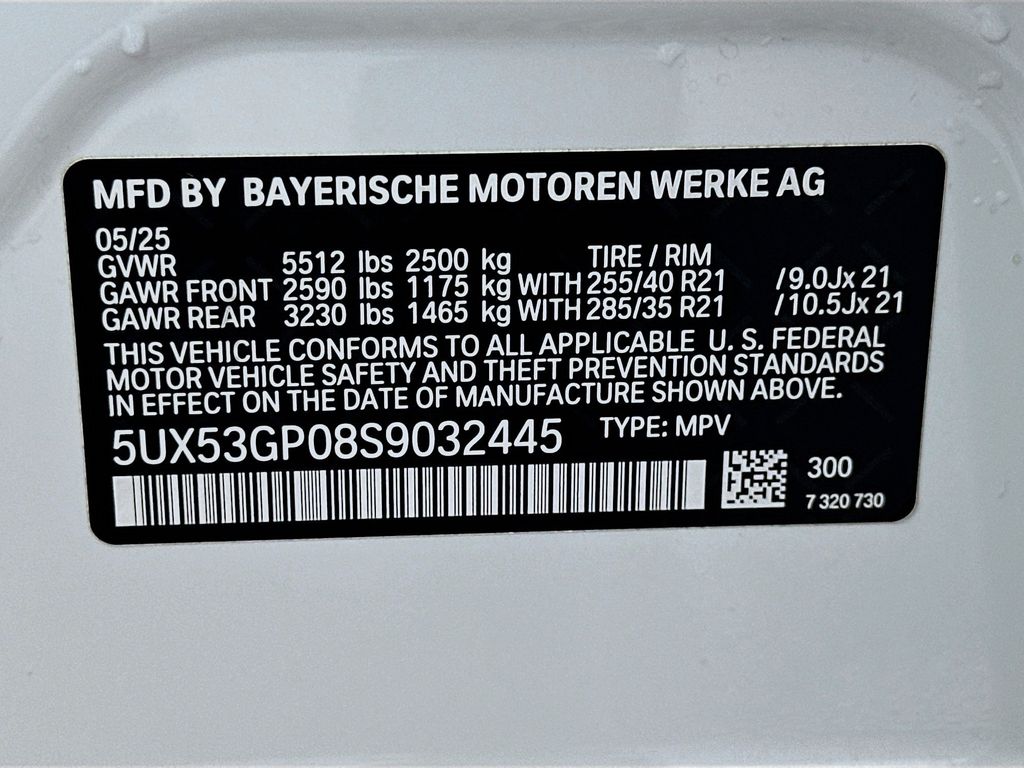 MFD BY BAYERISCHE MOTOREN WERKE AG
05/25
GVWR 5512 lbs 2500 kg TIRE / RIM
GAWR FRONT 2590 lbs 1175 kg WITH 255/40 R21 /9.0Jx 21
GAWR REAR 3230 lbs 1465 kg WITH 285/35 R21 /10.5Jx 21
THIS VEHICLE CONFORMS TO ALL APPLICABLE U. S. FEDERAL
MOTOR VEHICLE SAFETY AND THEFT PREVENTION STANDARDS
IN EFFECT ON THE DATE OF MANUFACTURE SHOWN ABOVE.
5UX53GP08S9032445 TYPE: MPV
300
7 320 730